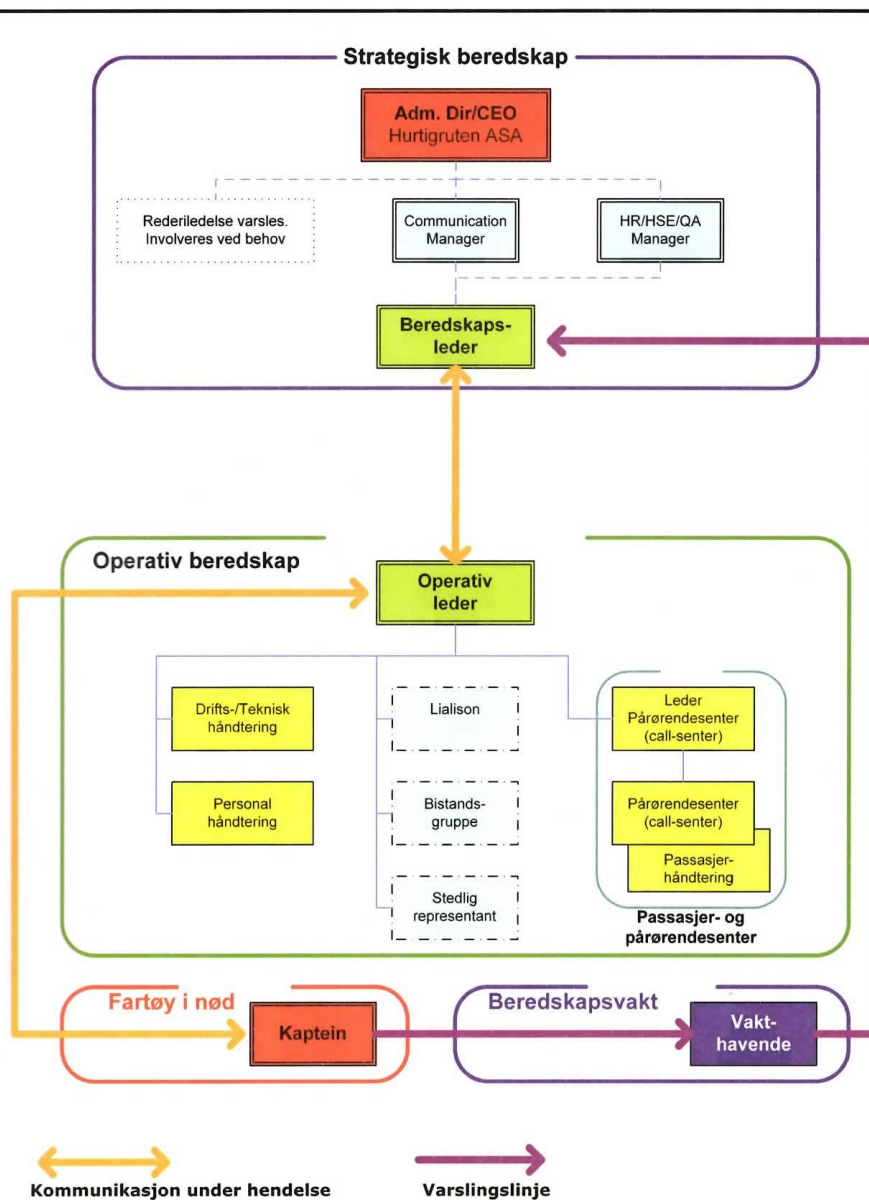 Strategisk beredskap
Adm. Dir/CEO
Hurtigruten ASA
Rederiledelse varsles.
Involveres ved behov
Communication
Manager
HR/HSE/QA
Manager
Beredskaps-
leder
Operativ beredskap
Operativ
leder
Drifts-/Teknisk
håndtering
Lialison
Leder
Pårørendesenter
(call-senter)
Personal
håndtering
Bistands-
gruppe
Pårørendesenter
(call-senter)
Passasjer-
håndtering
Stedlig
representant
Passasjer- og
pårørendesenter
Fartøy i nød
Kaptein
Beredskapsvakt
Vakt-
havende
Kommunikasjon under hendelse
Varslingslinje